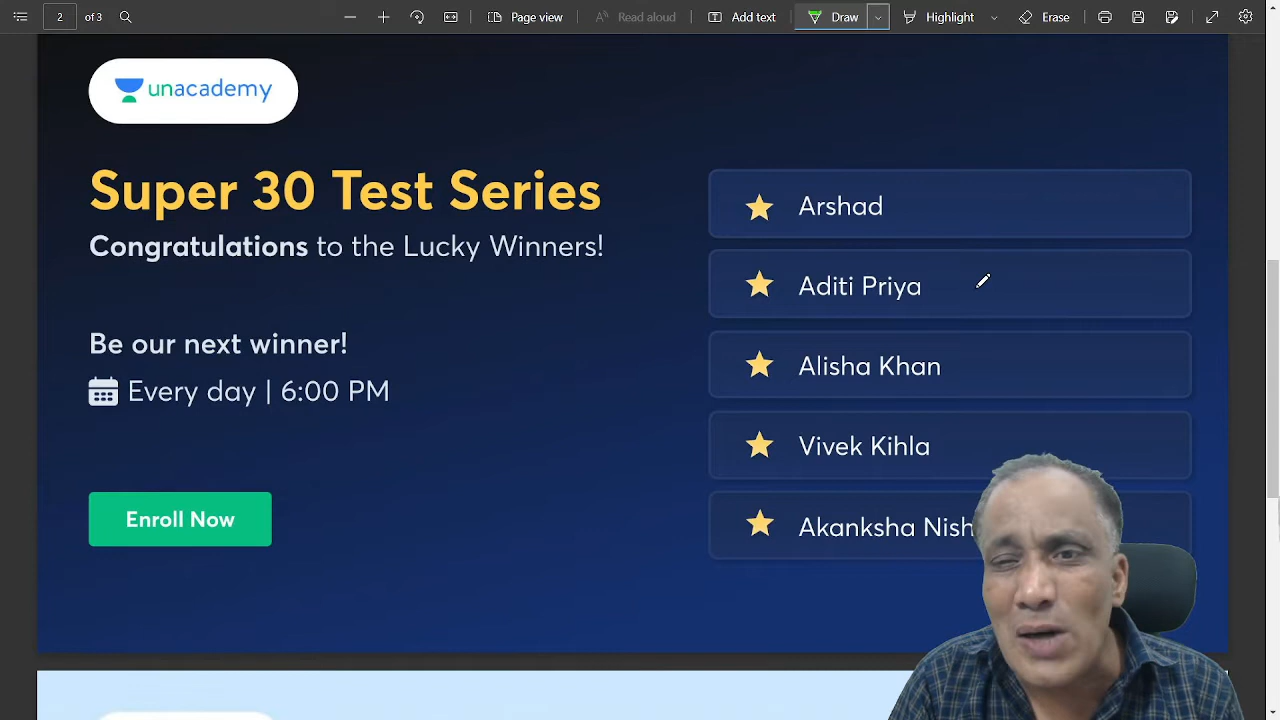 2 of 3
Page view
Read aloud
Add text
Draw
Highlight
Erase
unacademy
Super 30 Test Series
Congratulations to the Lucky Winners!
Be our next winner!
Every day | 6:00 PM
Enroll Now
Arshad
Aditi Priya
Alisha Khan
Vivek Kihla
Akanksha Nish